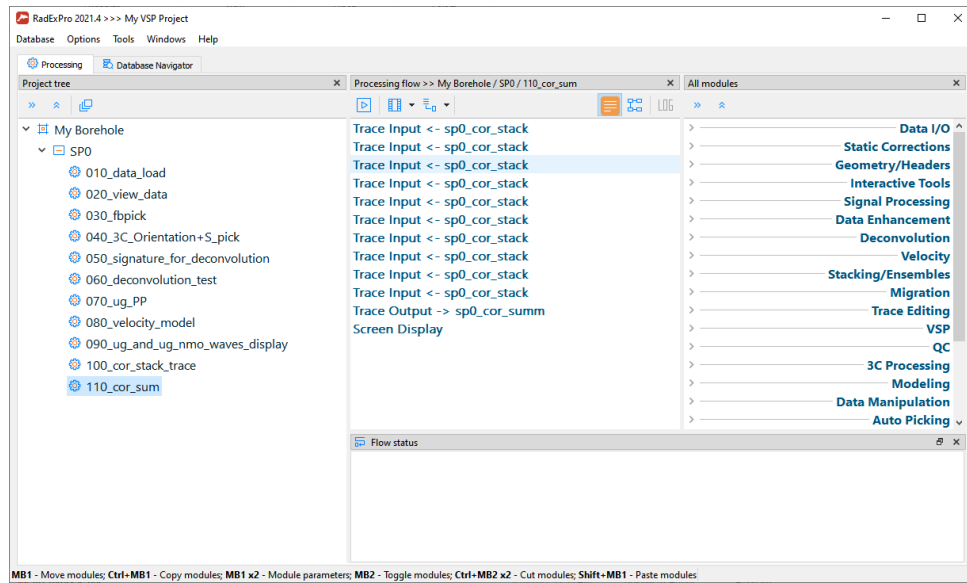 RadExPro 2021.4 >>> My VSP Project
Database Options Tools Windows Help
Processing Database Navigator
Project tree
My Borehole
SP0
010_data_load
020_view_data
030_fbpick
040_3C_Orientation+S_pick
050_signature_for_deconvolution
060_deconvolution_test
070_ug_PP
080_velocity_model
090_ug_and_ug_nmo_waves_display
100_cor_stack_trace
110_cor_sum
Processing flow >> My Borehole / SP0 / 110_cor_sum
LOG
Trace Input <- sp0_cor_stack
Trace Input <- sp0_cor_stack
Trace Input <- sp0_cor_stack
Trace Input <- sp0_cor_stack
Trace Input <- sp0_cor_stack
Trace Input <- sp0_cor_stack
Trace Input <- sp0_cor_stack
Trace Input <- sp0_cor_stack
Trace Input <- sp0_cor_stack
Trace Input <- sp0_cor_stack
Trace Output -> sp0_cor_summ
Screen Display
All modules
Data I/O
Static Corrections
Geometry/Headers
Interactive Tools
Signal Processing
Data Enhancement
Deconvolution
Velocity
Stacking/Ensembles
Migration
Trace Editing
VSP
QC
3C Processing
Modeling
Data Manipulation
Auto Picking
Flow status
MB1 - Move modules; Ctrl+MB1 - Copy modules; MB1 x2 - Module parameters; MB2 - Toggle modules; Ctrl+MB2 x2 - Cut modules; Shift+MB1 - Paste modules